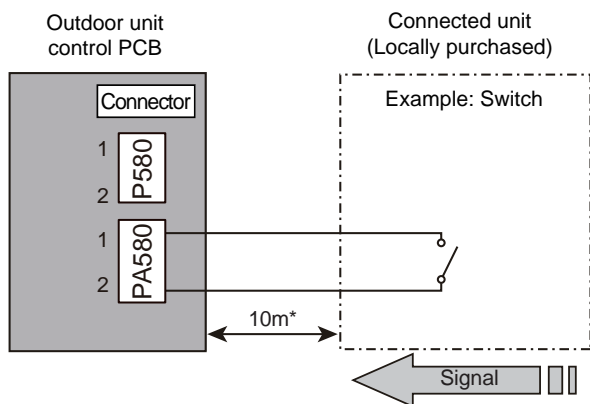 Outdoor unit
control PCB
Connected unit
(Locally purchased)
Connector
Example: Switch
1
P580
2
1
PA580
2
10m*
Signal